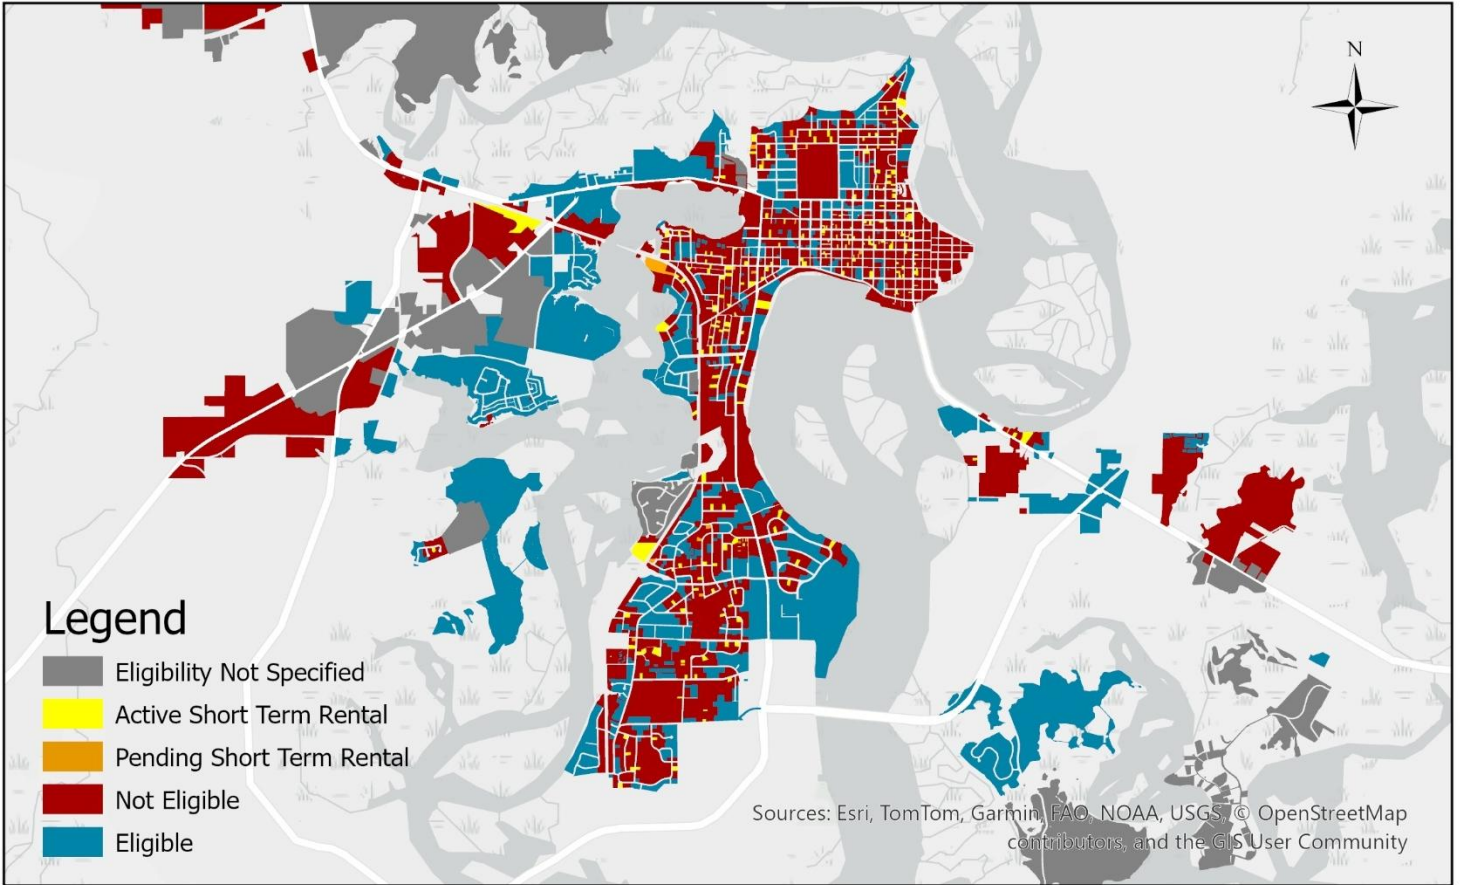 N
Legend
Eligibility Not Specified
Active Short Term Rental
Pending Short Term Rental
Not Eligible
Eligible
Sources: Esri, TomTom, Garmin, FAO, NOAA, USGS, © OpenStreetMap
contributors, and the GIS User Community